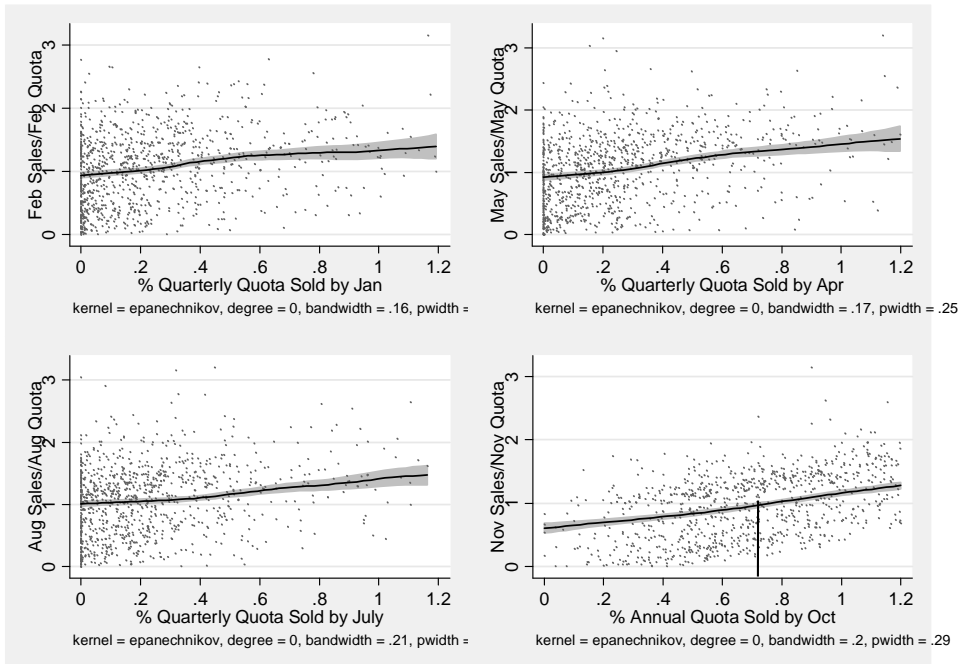 Feb Sales/Feb Quota
3
2
1
0
0 .2 .4 .6 .8 1 1.2
% Quarterly Quota Sold by Jan
kernel = epanechnikov, degree = 0, bandwidth = .16, pwidth =
May Sales/May Quota
3
2
1
0
0 .2 .4 .6 .8 1 1.2
% Quarterly Quota Sold by Apr
kernel = epanechnikov, degree = 0, bandwidth = .17, pwidth = .25
Aug Sales/Aug Quota
3
2
1
0
0 .2 .4 .6 .8 1 1.2
% Quarterly Quota Sold by July
kernel = epanechnikov, degree = 0, bandwidth = .21, pwidth =
Nov Sales/Nov Quota
3
2
1
0
0 .2 .4 .6 .8 1 1.2
% Annual Quota Sold by Oct
kernel = epanechnikov, degree = 0, bandwidth = .2, pwidth = .29